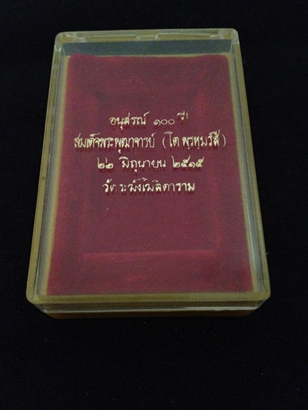 อนุสรณ์ ๑๐๐ ปี
สมเด็จพระพุฒาจารย์ (โต พฺรหฺมรํสี)
๒๒ มิถุนายน ๒๕๑๕
วัดระฆังโฆสิตาราม